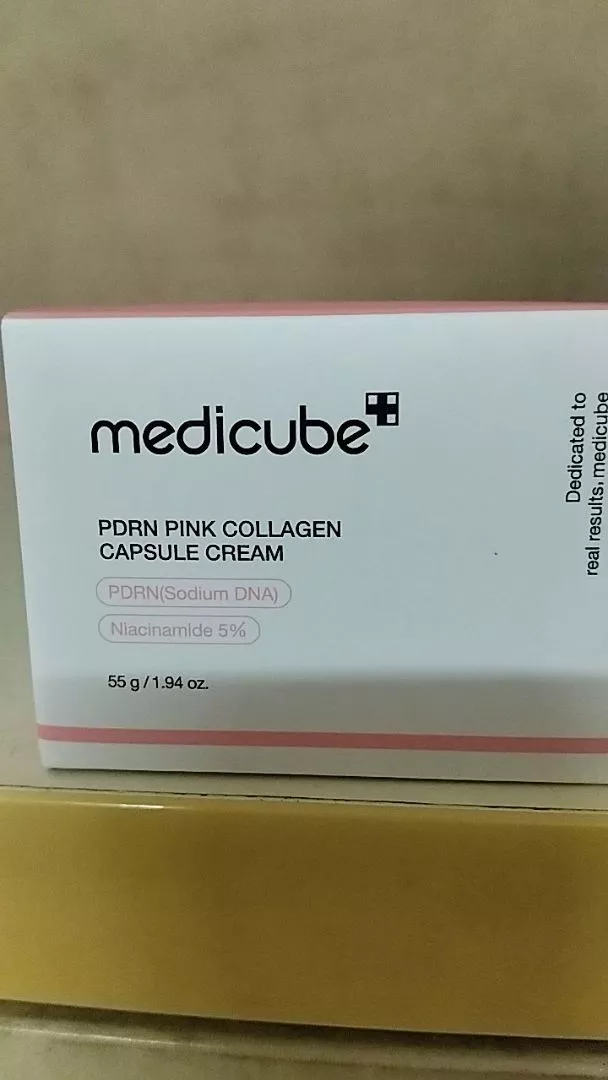 medicube
PDRN PINK COLLAGEN
CAPSULE CREAM
PDRN(Sodium DNA)
Niacinamide 5%
55 g / 1.94 oz.
Dedicated to
real results, medicube